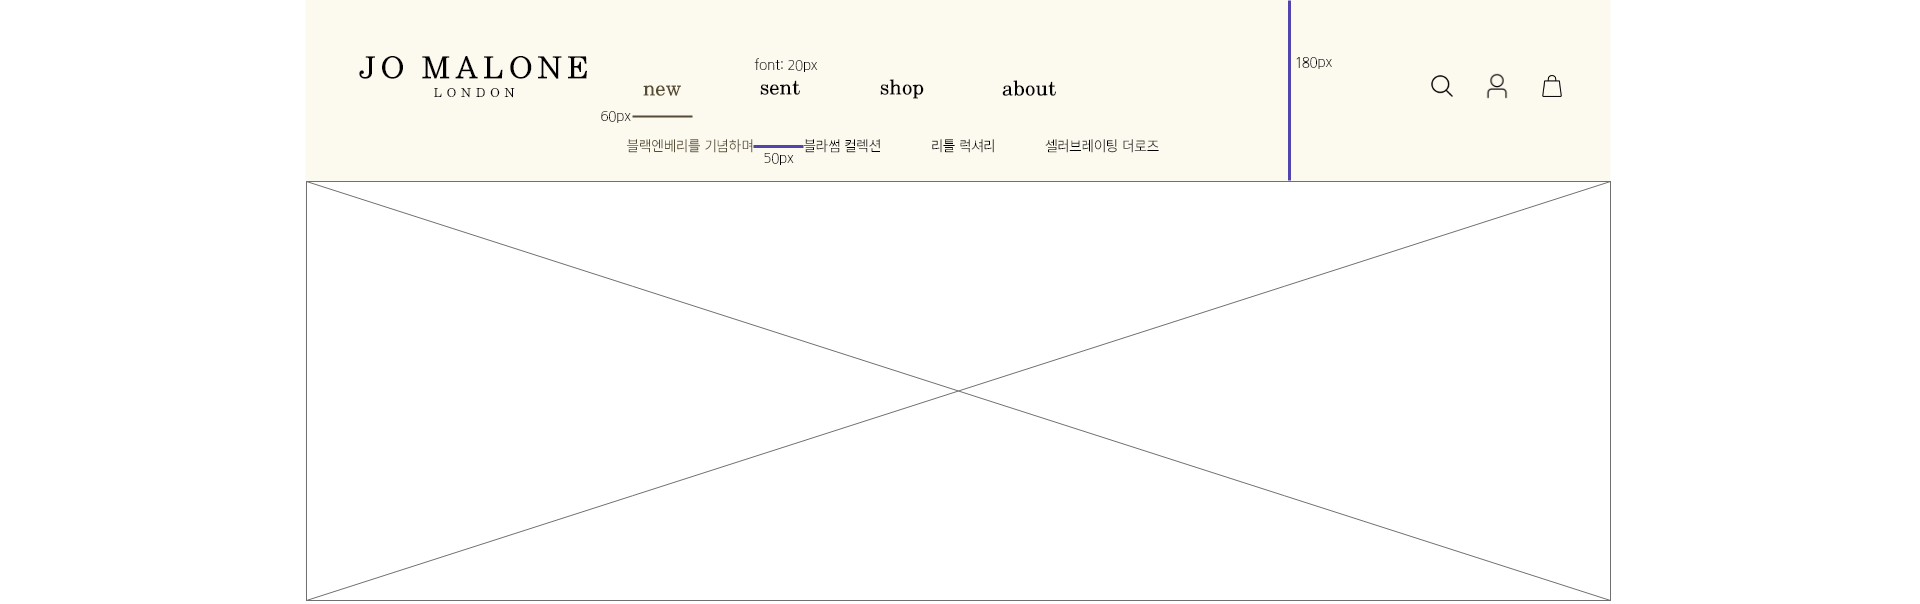 JO MALONE
LONDON
font: 20px
new sent shop about
180px
60px
블랙엔베리를 기념하며 블라썸 컬렉션 리틀 럭셔리 셀러브레이팅 더로즈
50px